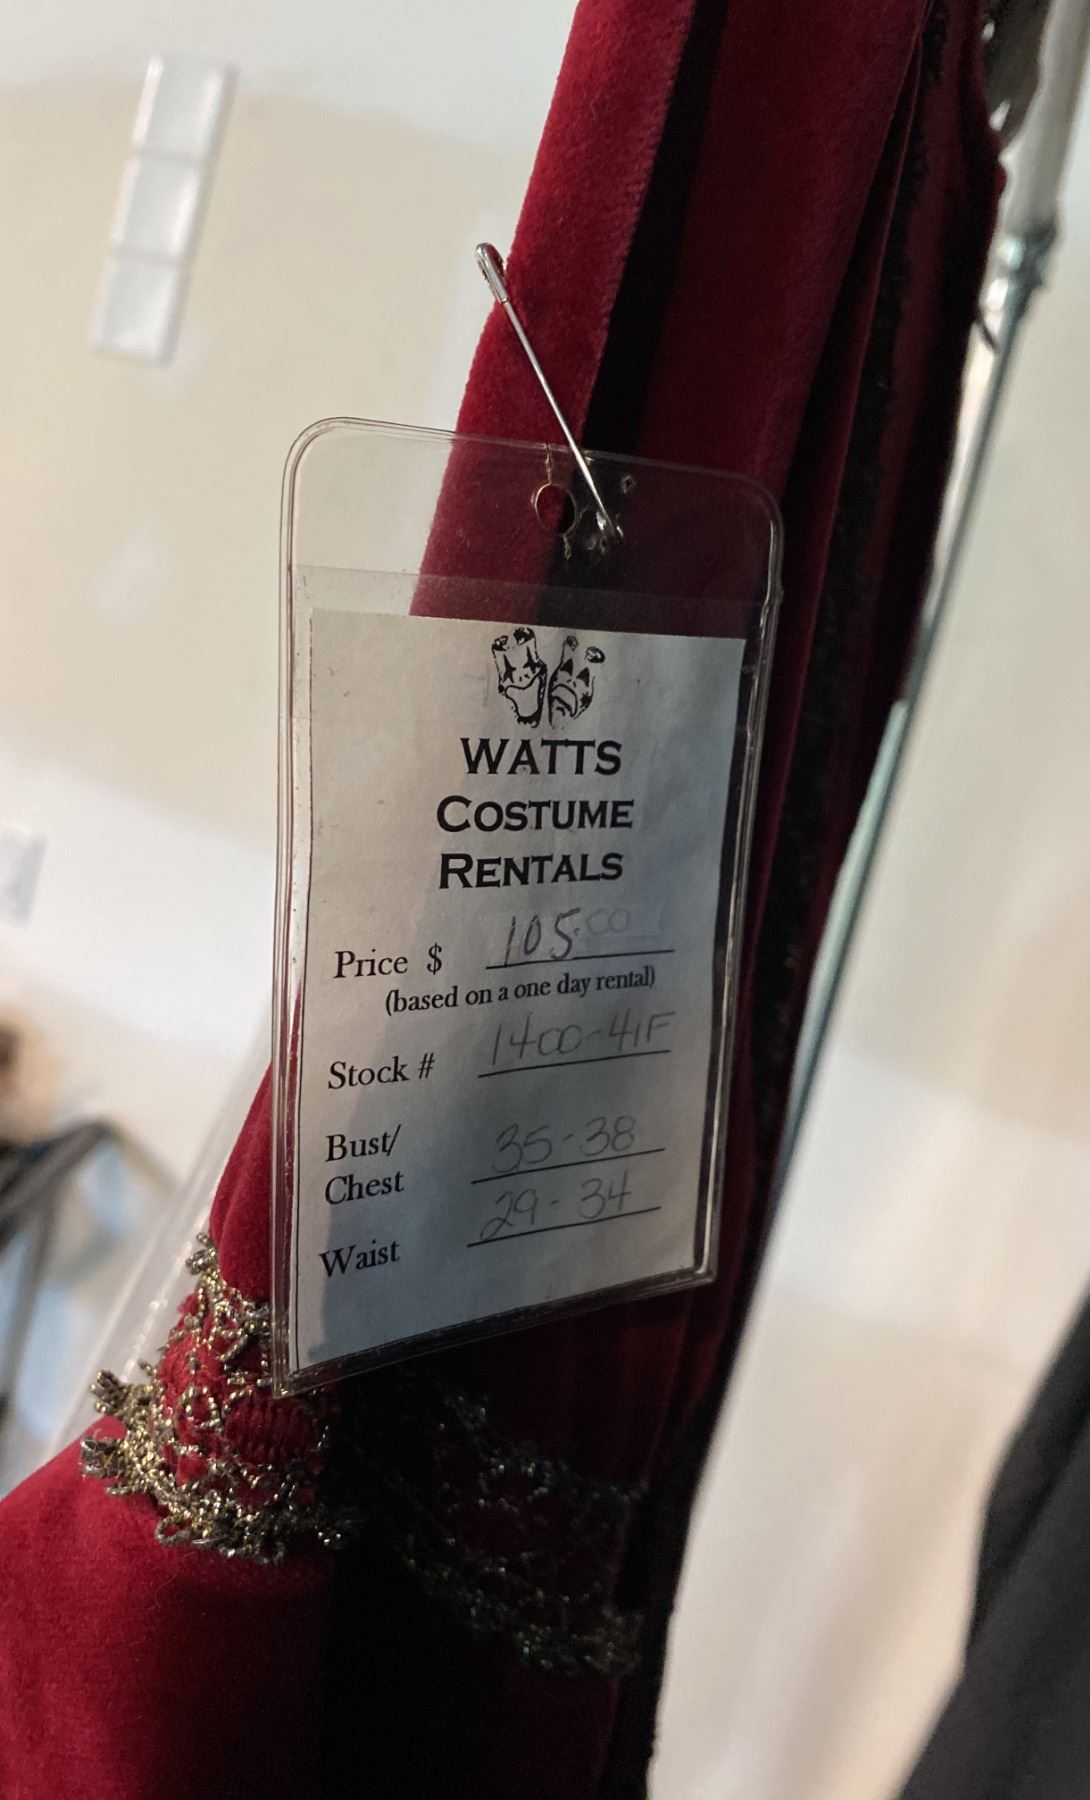 WATTS
COSTUME
RENTALS
Price $ 105.00
(based on a one day rental)
Stock # 1400-41F
Bust/
Chest 35-38
Waist 29-34